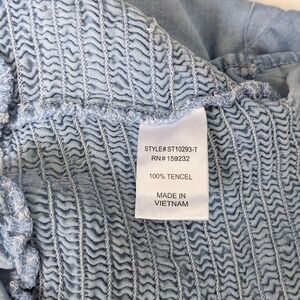 STYLE# ST10293-T
RN# 159232
100% TENCEL
MADE IN
VIETNAM